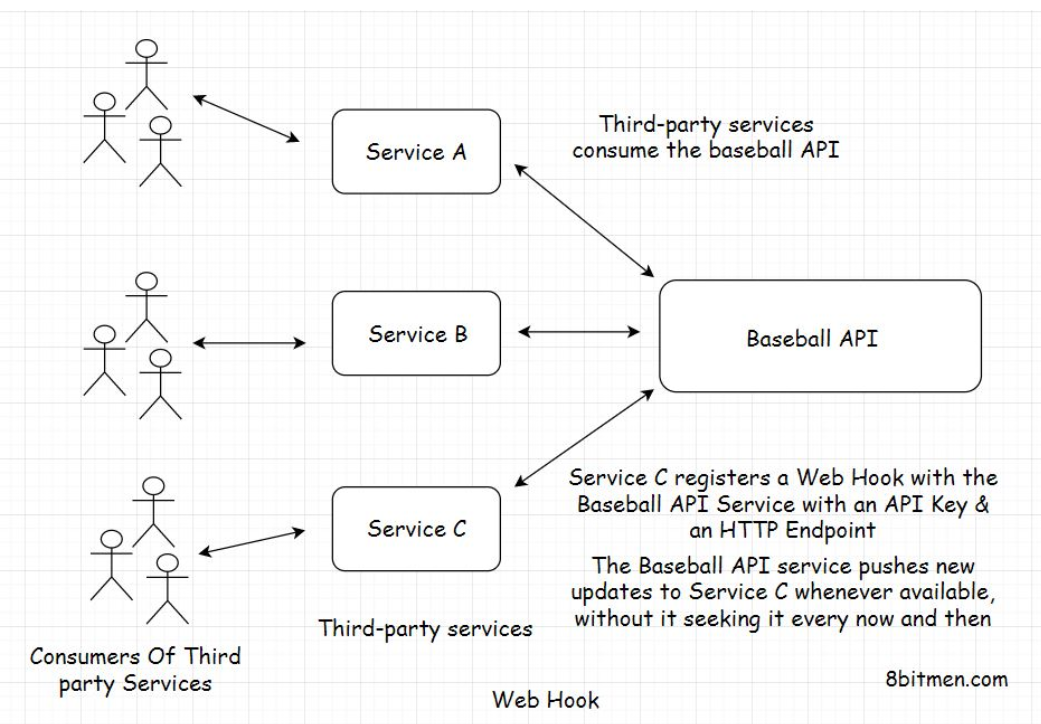 Service A
Third-party services
consume the baseball API
Service B
Baseball API
Service C registers a Web Hook with the
Baseball API Service with an API Key &
an HTTP Endpoint
Service C
The Baseball API service pushes new
updates to Service C whenever available,
without it seeking it every now and then
Third-party services
Consumers Of Third
party Services
8bitmen.com
Web Hook